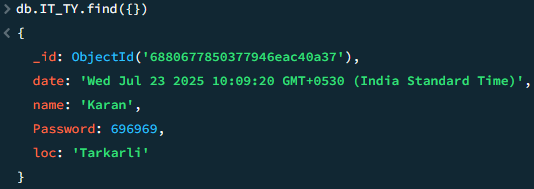 > db.IT_TY.find({})
< {
_id: ObjectId('6880677850377946eac40a37'),
date: 'Wed Jul 23 2025 10:09:20 GMT+0530 (India Standard Time)',
name: 'Karan',
Password: 696969,
loc: 'Tarkarli'
}